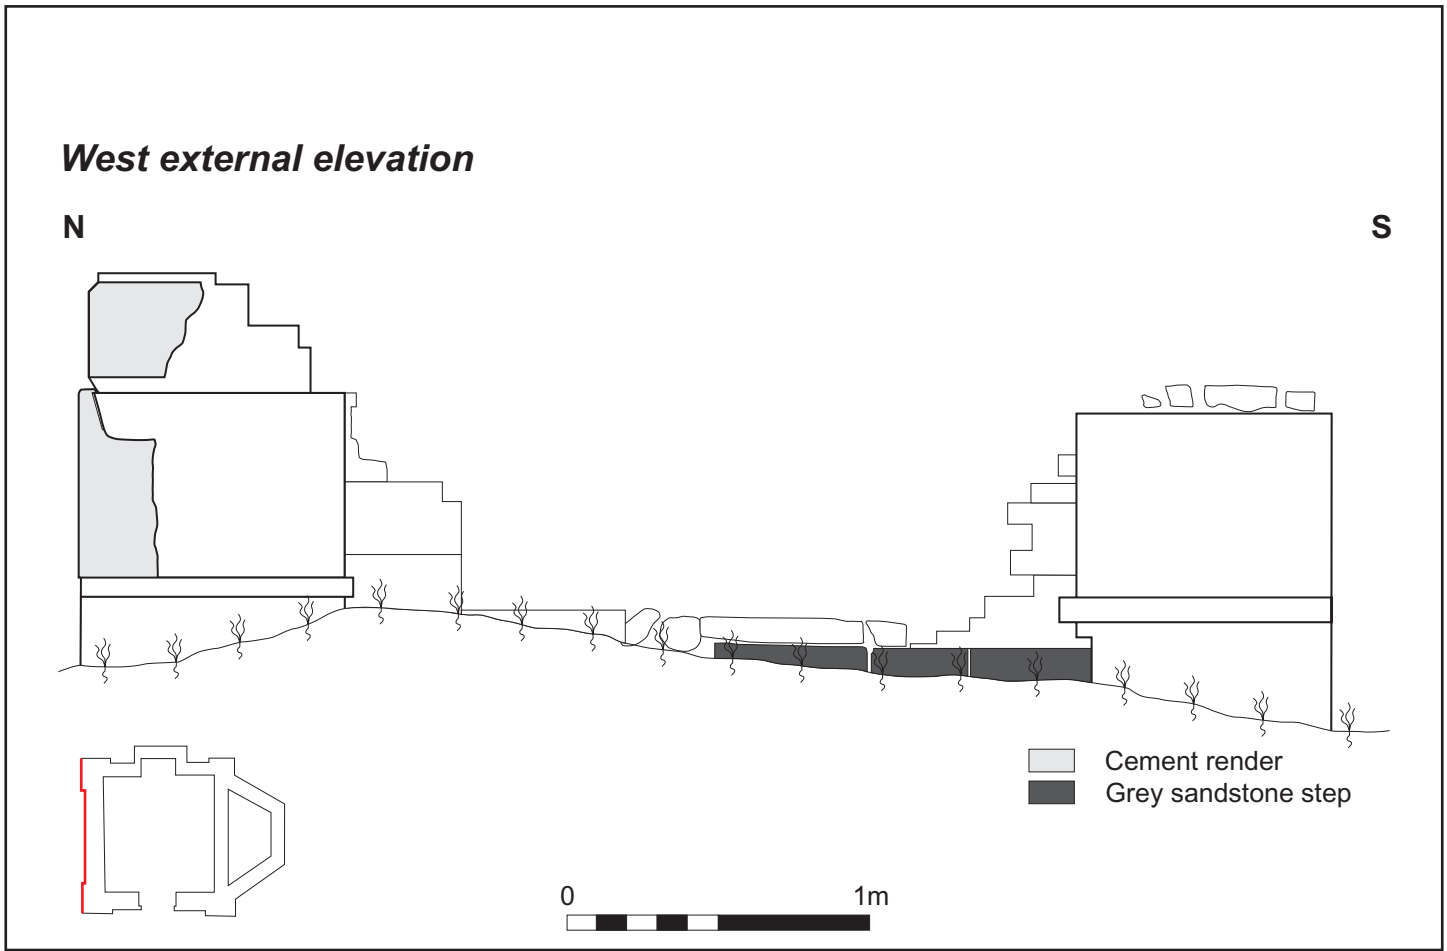 West external elevation
N
S
Cement render
Grey sandstone step
0
1m